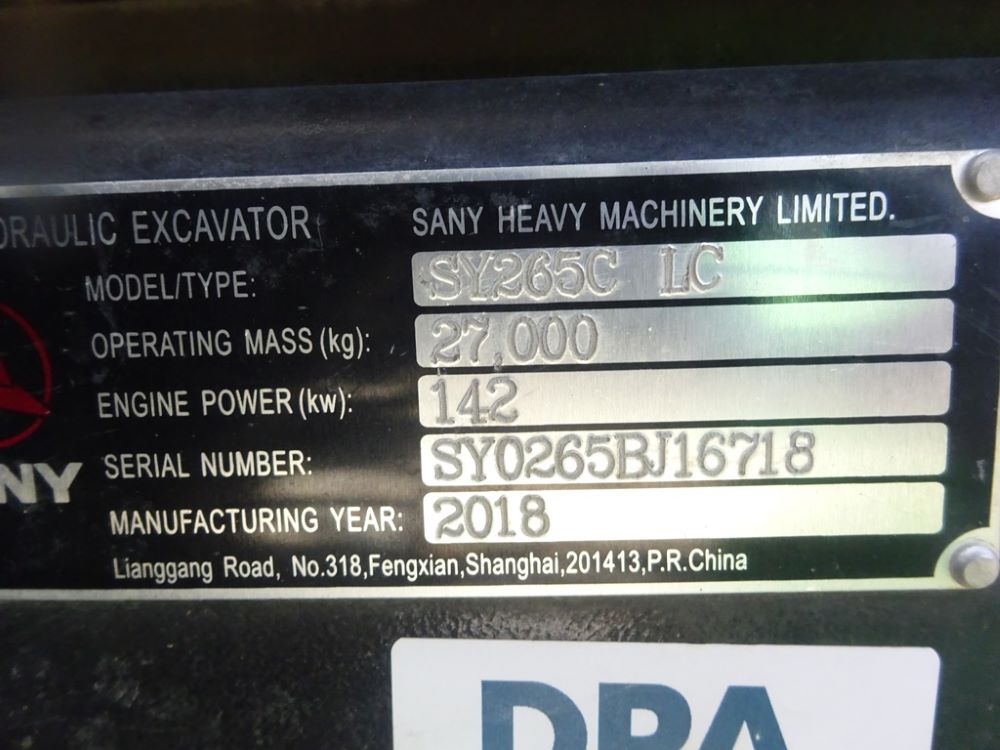 DRAULIC EXCAVATOR
SANY HEAVY MACHINERY LIMITED.
MODEL/TYPE: SY265C LC
OPERATING MASS (kg): 27,000
ENGINE POWER (kw): 142
SERIAL NUMBER: SY0265BJ16718
NY
MANUFACTURING YEAR: 2018
Lianggang Road, No.318,Fengxian,Shanghai,201413,P.R.China
DPA